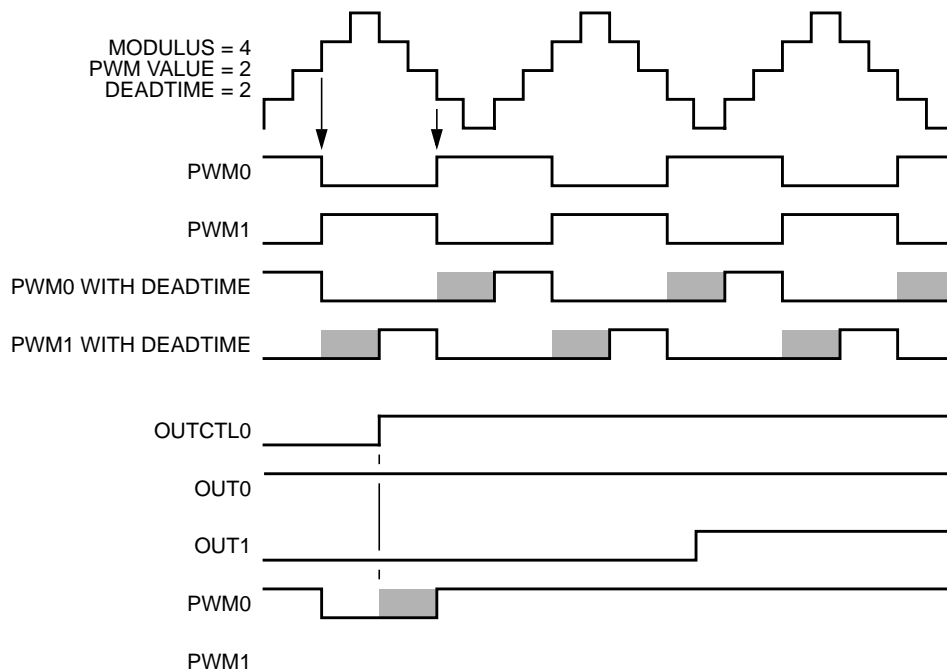 MODULUS = 4
PWM VALUE = 2
DEADTIME = 2
PWM0
PWM1
PWM0 WITH DEADTIME
PWM1 WITH DEADTIME
OUTCTL0
OUT0
OUT1
PWM0
PWM1